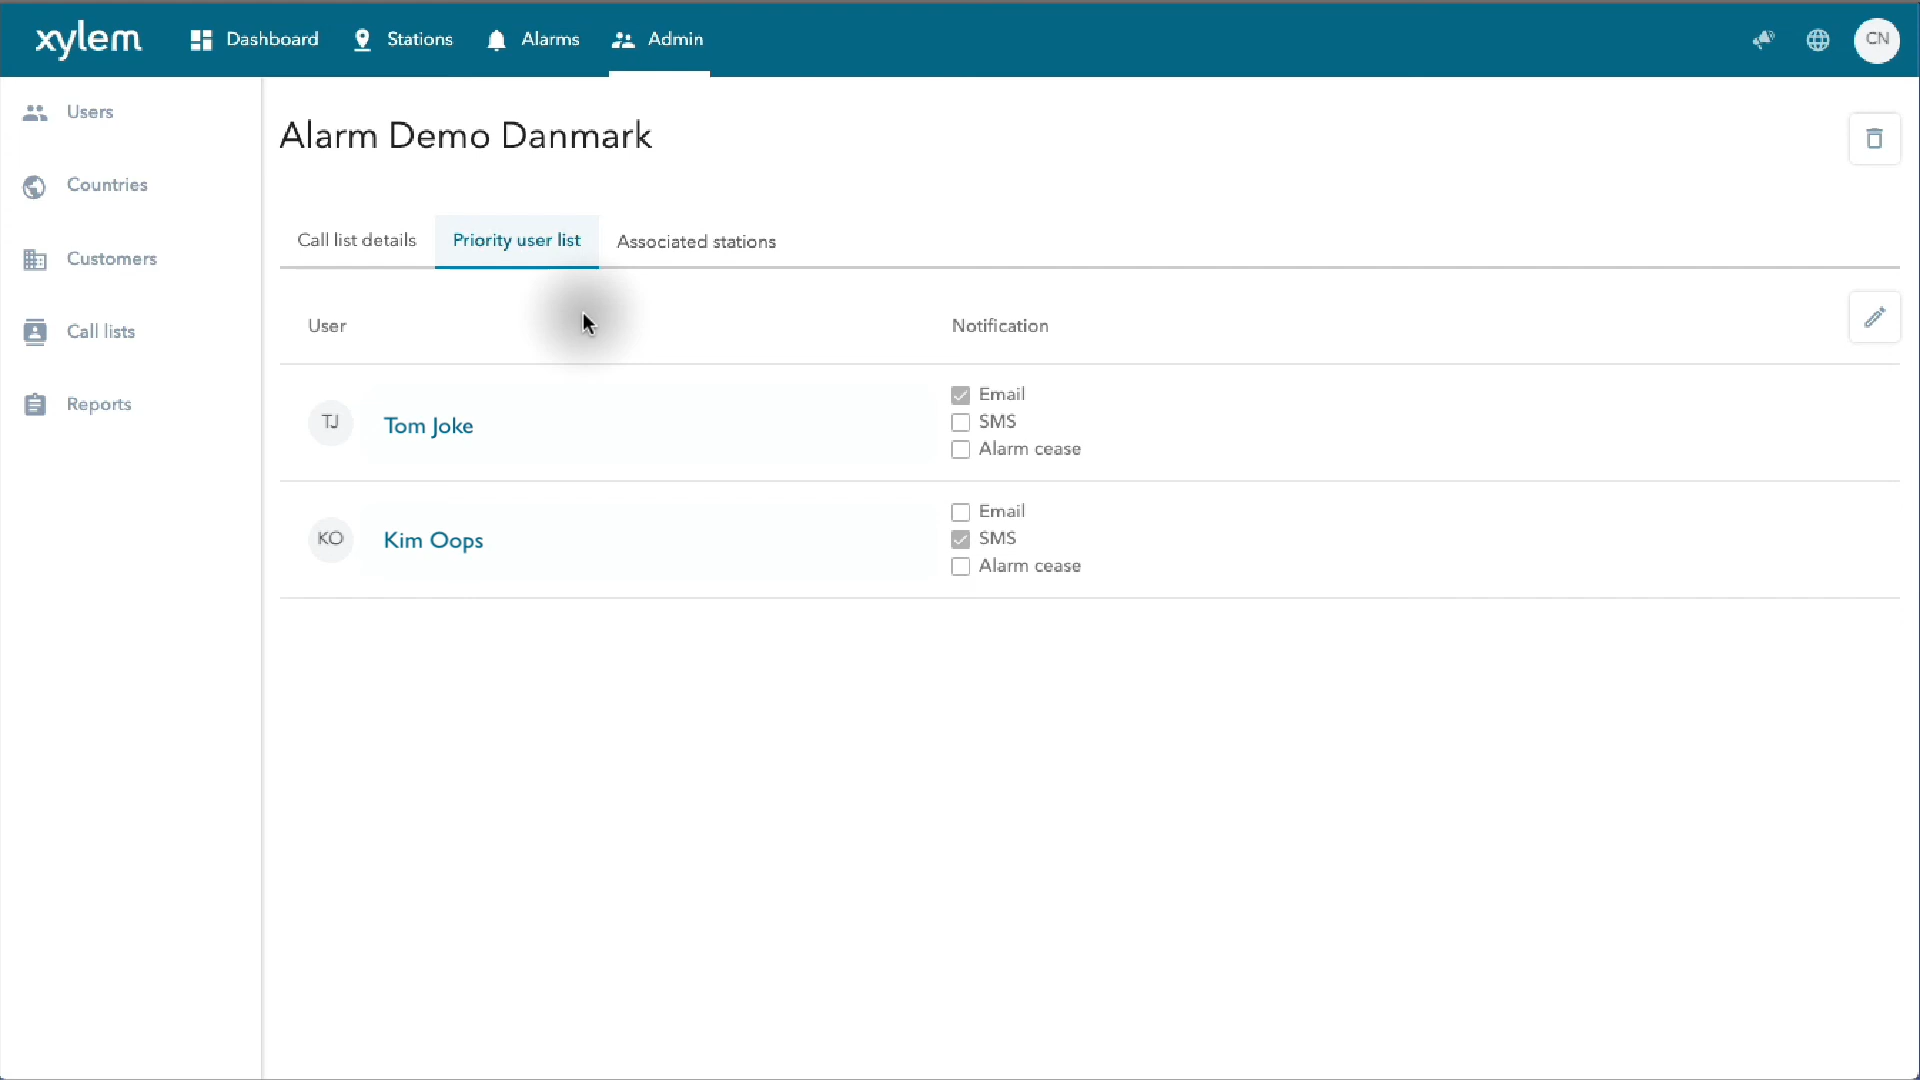 xylem
Dashboard
Stations
Alarms
Admin
CN
Users
Countries
Customers
Call lists
Reports
Alarm Demo Danmark
Call list details
Priority user list
Associated stations
User
Notification
TJ
Tom Joke
Email
SMS
Alarm cease
KO
Kim Oops
Email
SMS
Alarm cease